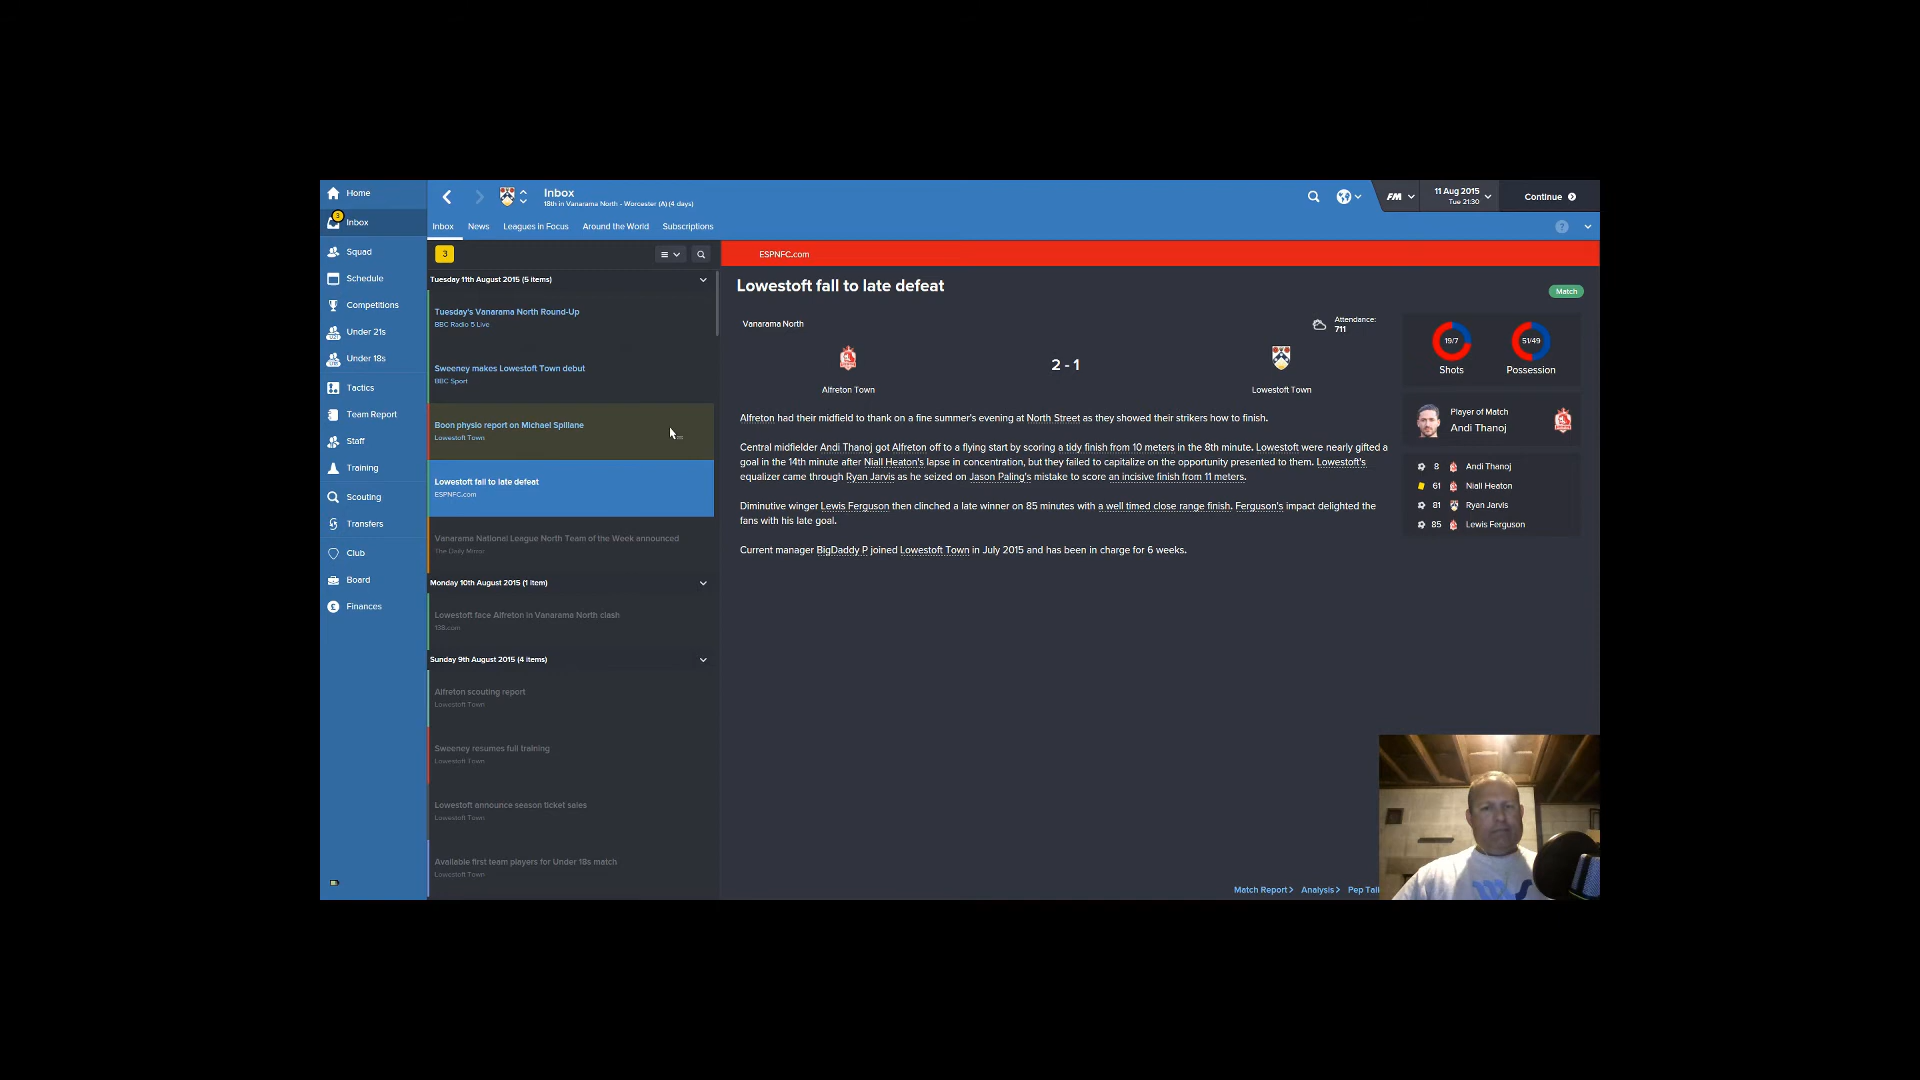 Home
3
Inbox
Squad
Schedule
Competitions
Under 21s
Under 18s
Tactics
Team Report
Staff
Training
Scouting
Transfers
Club
Board
Finances
Inbox
18th in Vanarama North - Worcester (A) (4 days)
FM
11 Aug 2015
Tue 21:30
Continue
Inbox News Leagues in Focus Around the World Subscriptions
?
3
Tuesday 11th August 2015 (5 items)
Tuesday's Vanarama North Round-Up
BBC Radio 5 Live
Sweeney makes Lowestoft Town debut
BBC Sport
Boon physio report on Michael Spillane
Lowestoft Town
Lowestoft fall to late defeat
ESPNFC.com
Vanarama National League North Team of the Week announced
The Daily Mirror
Monday 10th August 2015 (1 item)
Lowestoft face Alfreton in Vanarama North clash
138.com
Sunday 9th August 2015 (4 items)
Alfreton scouting report
Lowestoft Town
Sweeney resumes full training
Lowestoft Town
Lowestoft announce season ticket sales
Lowestoft Town
Available first team players for Under 18s match
Lowestoft Town
ESPNFC.com
Lowestoft fall to late defeat
Match
Vanarama North
Attendance:
711
2 - 1
Alfreton Town
Lowestoft Town
Alfreton had their midfield to thank on a fine summer's evening at North Street as they showed their strikers how to finish.
Central midfielder Andi Thanoj got Alfreton off to a flying start by scoring a tidy finish from 10 meters in the 8th minute. Lowestoft were nearly gifted a
goal in the 14th minute after Niall Heaton's lapse in concentration, but they failed to capitalize on the opportunity presented to them. Lowestoft's
equalizer came through Ryan Jarvis as he seized on Jason Paling's mistake to score an incisive finish from 11 meters.
Diminutive winger Lewis Ferguson then clinched a late winner on 85 minutes with a well timed close range finish. Ferguson's impact delighted the
fans with his late goal.
Current manager BigDaddy P joined Lowestoft Town in July 2015 and has been in charge for 6 weeks.
19/7
Shots
51/49
Possession
Player of Match
Andi Thanoj
8 Andi Thanoj
61 Niall Heaton
81 Ryan Jarvis
85 Lewis Ferguson
Match Report Analysis Pep Tal